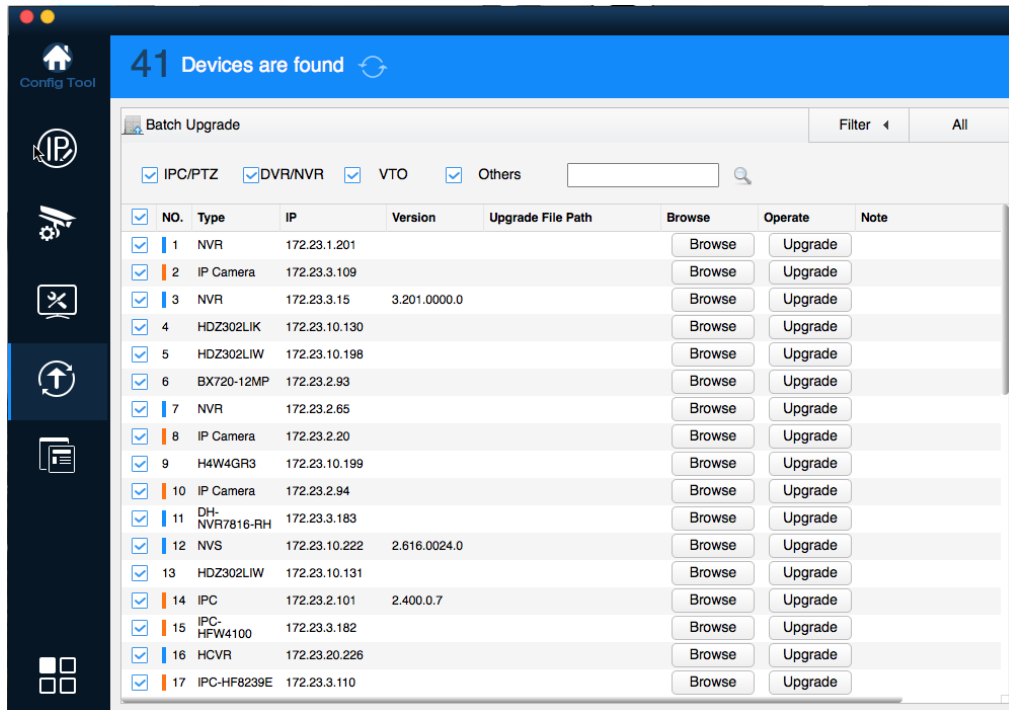 Config Tool
41 Devices are found
IP
Batch Upgrade Filter All
IPC/PTZ DVR/NVR VTO Others
NO. Type IP Version Upgrade File Path Browse Operate Note
1 NVR 172.23.1.201 Browse Upgrade
2 IP Camera 172.23.3.109 Browse Upgrade
3 NVR 172.23.3.15 3.201.0000.0 Browse Upgrade
4 HDZ302LIK 172.23.10.130 Browse Upgrade
5 HDZ302LIW 172.23.10.198 Browse Upgrade
6 BX720-12MP 172.23.2.93 Browse Upgrade
7 NVR 172.23.2.65 Browse Upgrade
8 IP Camera 172.23.2.20 Browse Upgrade
9 H4W4GR3 172.23.10.199 Browse Upgrade
10 IP Camera 172.23.2.94 Browse Upgrade
11 DH-
NVR7816-RH 172.23.3.183 Browse Upgrade
12 NVS 172.23.10.222 2.616.0024.0 Browse Upgrade
13 HDZ302LIW 172.23.10.131 Browse Upgrade
14 IPC 172.23.2.101 2.400.0.7 Browse Upgrade
15 IPC-
HFW4100 172.23.3.182 Browse Upgrade
16 HCVR 172.23.20.226 Browse Upgrade
17 IPC-HF8239E 172.23.3.110 Browse Upgrade